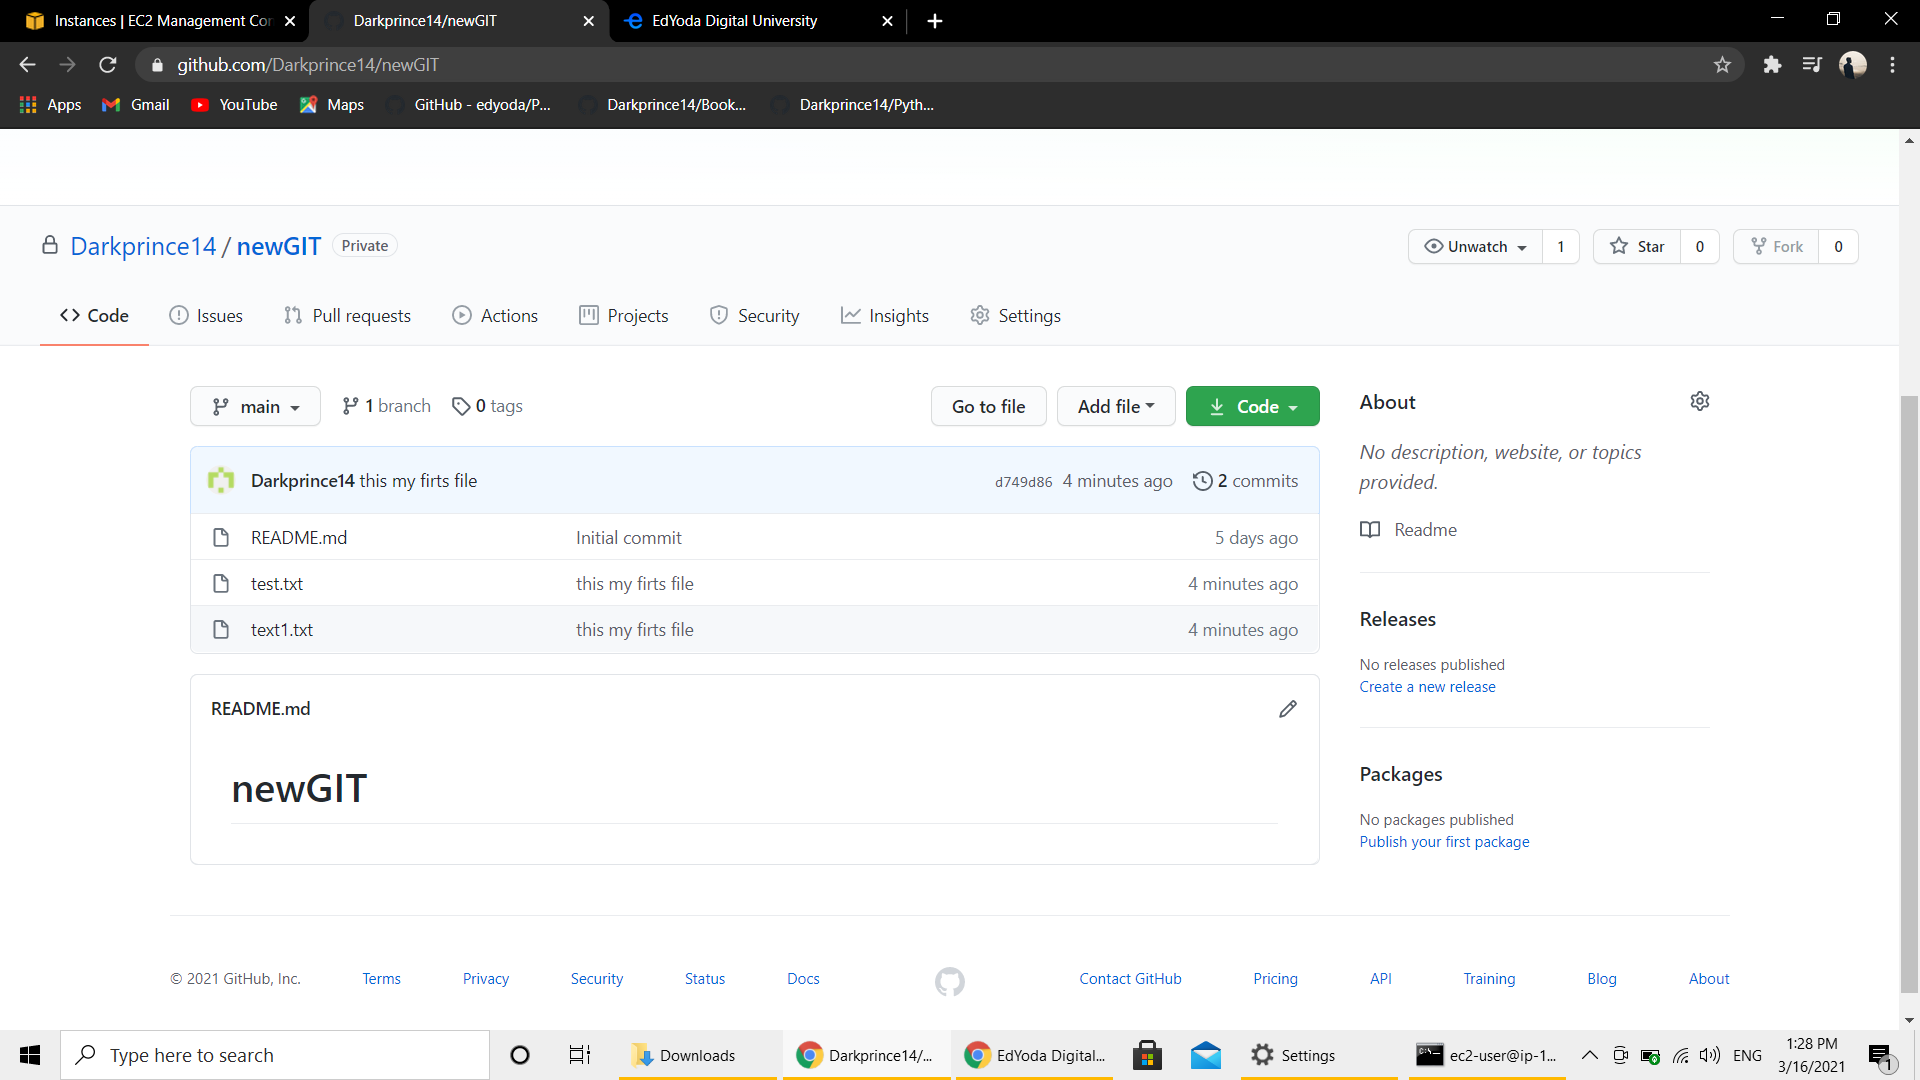 Instances | EC2 Management Con
Darkprince14/newGIT
EdYoda Digital University
github.com/Darkprince14/newGIT
Apps
Gmail
YouTube
Maps
GitHub - edyoda/P...
Darkprince14/Book...
Darkprince14/Pyth...
Darkprince14 / newGIT Private
Unwatch 1
Star 0
Fork 0
Code
Issues
Pull requests
Actions
Projects
Security
Insights
Settings
main
1 branch
0 tags
Go to file
Add file
Code
Darkprince14 this my firts file d749d86 4 minutes ago 2 commits
README.md Initial commit 5 days ago
test.txt this my firts file 4 minutes ago
text1.txt this my firts file 4 minutes ago
README.md
newGIT
About
No description, website, or topics
provided.
Readme
Releases
No releases published
Create a new release
Packages
No packages published
Publish your first package
© 2021 GitHub, Inc. Terms Privacy Security Status Docs Contact GitHub Pricing API Training Blog About
Type here to search
Downloads
Darkprince14/...
EdYoda Digital...
Settings
ec2-user@ip-1...
ENG
1:28 PM
3/16/2021
1